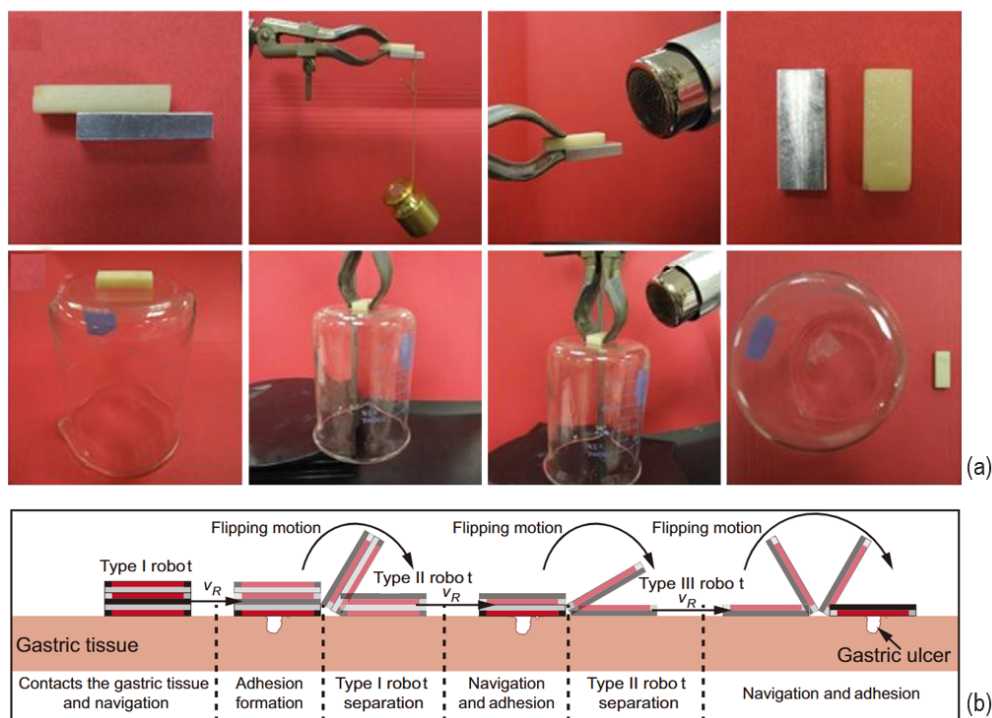 (a)
Flipping motion
Flipping motion
Flipping motion
Type I robot
Type II robot
Type III robo t
vR
vR
vR
Gastric tissue
Gastric ulcer
Contacts the gastric tissue
and navigation
Adhesion
formation
Type I robot
separation
Navigation
and adhesion
Type II robot
separation
Navigation and adhesion
(b)